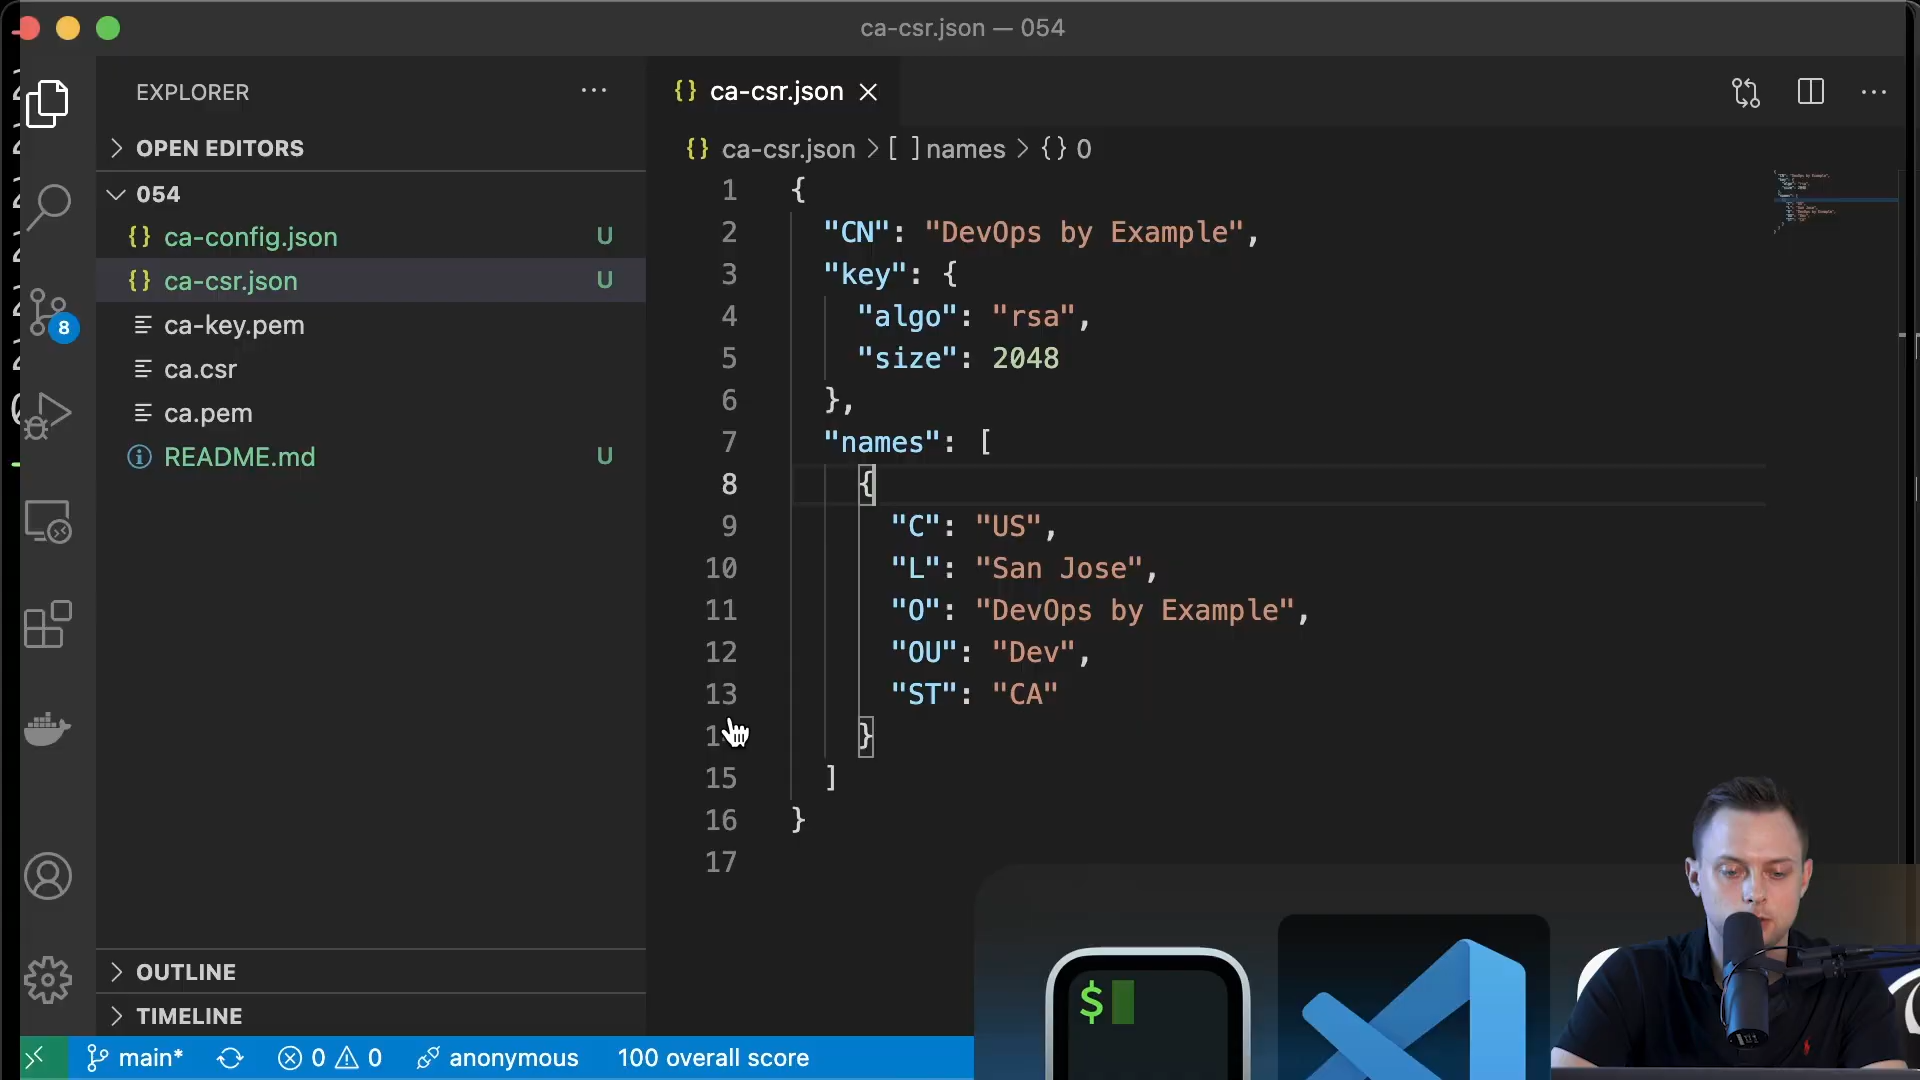 ca-csr.json — 054
EXPLORER
ca-csr.json
OPEN EDITORS
ca-csr.json > [ ] names > {} 0
054
{} ca-config.json U
{} ca-csr.json U
ca-key.pem
ca.csr
ca.pem
README.md U
8
OUTLINE
TIMELINE
1 {
2 "CN": "DevOps by Example",
3 "key": {
4 "algo": "rsa",
5 "size": 2048
6 },
7 "names": [
8 {
9 "C": "US",
10 "L": "San Jose",
11 "O": "DevOps by Example",
12 "OU": "Dev",
13 "ST": "CA"
}
15 ]
16 }
17
$
main* 0 0 anonymous 100 overall score